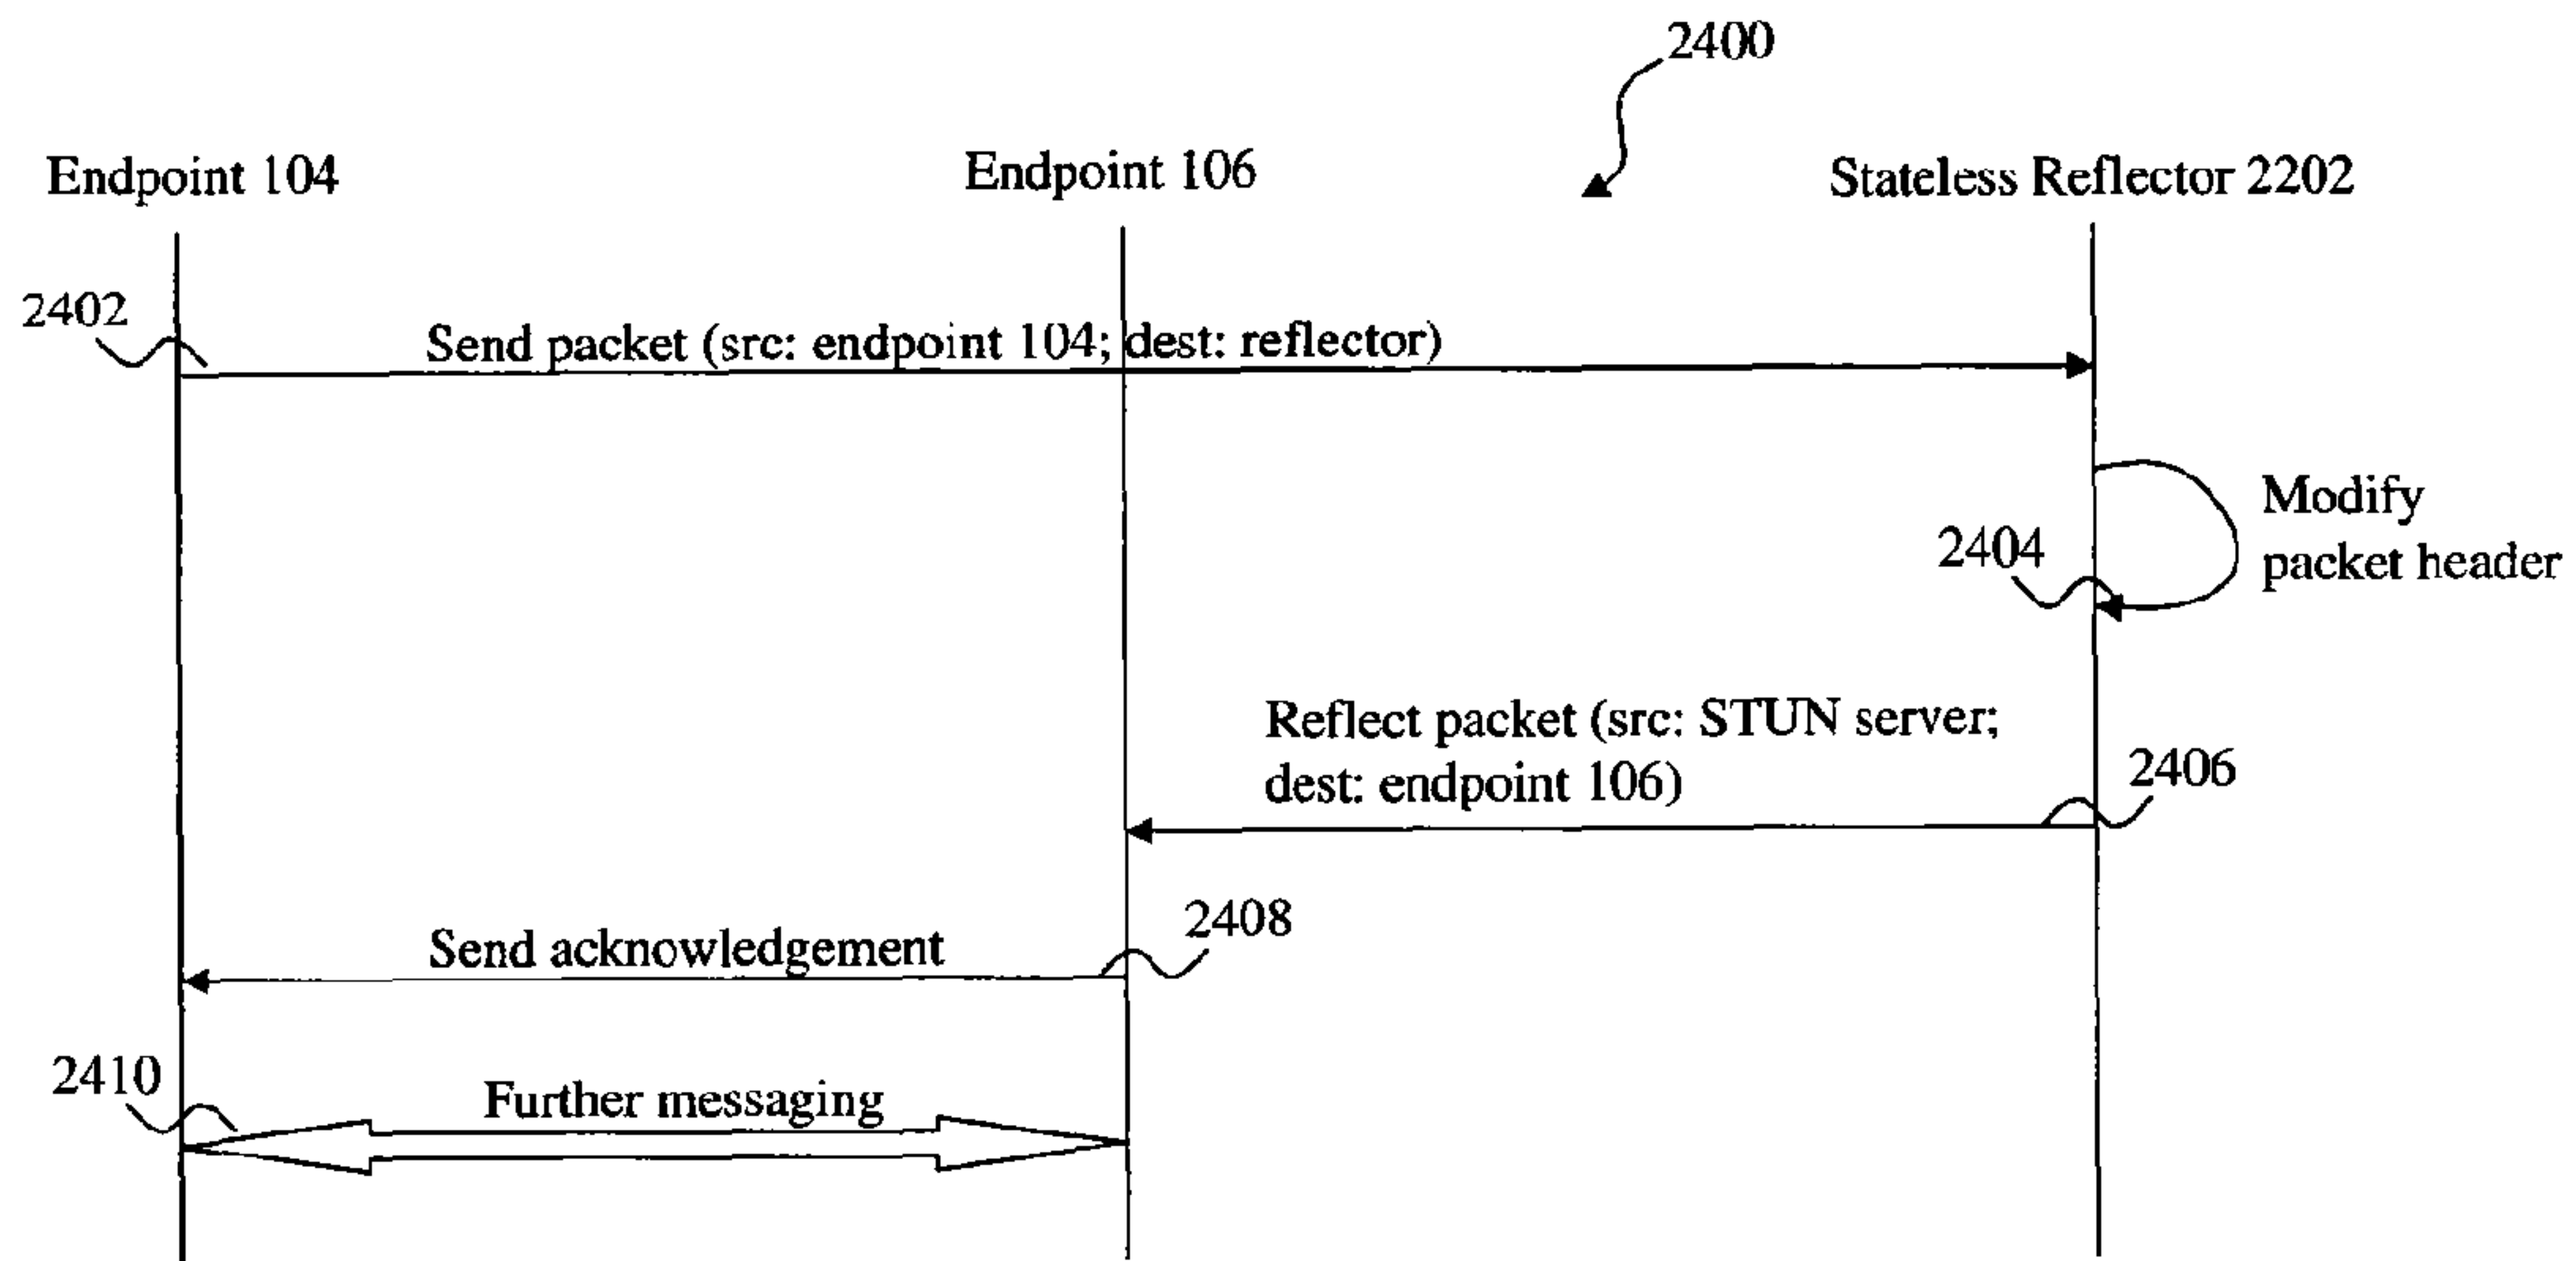 2400
Endpoint 104
Endpoint 106
Stateless Reflector 2202
2402
Send packet (src: endpoint 104; dest: reflector)
Modify
packet header
2404
Reflect packet (src: STUN server;
dest: endpoint 106)
2406
2408
Send acknowledgement
2410
Further messaging